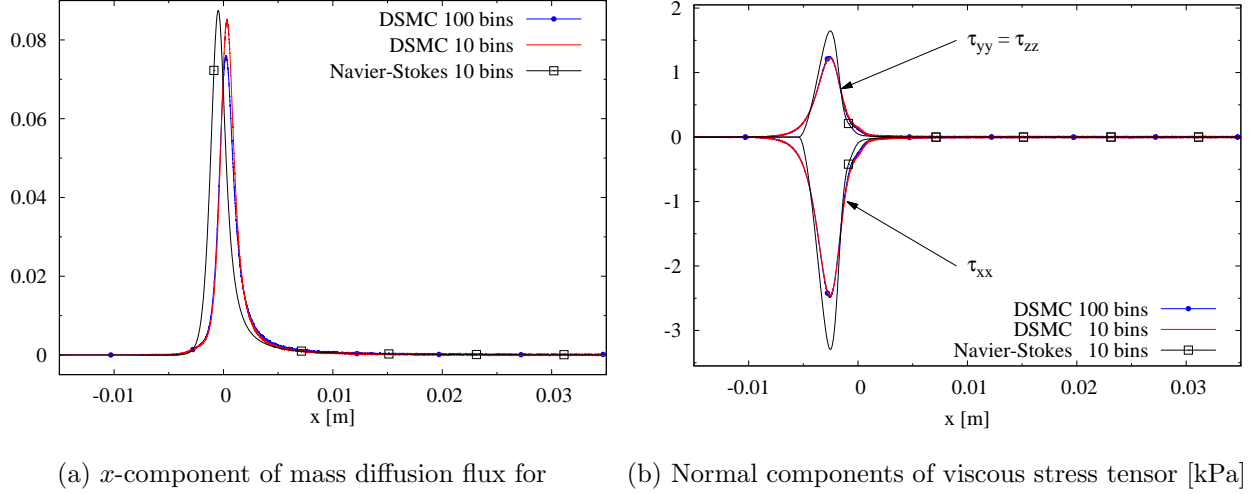 0.08
0.06
0.04
0.02
0
-0.01
0
0.01
0.02
0.03
x [m]
DSMC 100 bins
DSMC 10 bins
Navier-Stokes 10 bins
(a) x-component of mass diffusion flux for
2
1
0
-1
-2
-3
-0.01
0
0.01
0.02
0.03
x [m]
τyy = τzz
τxx
DSMC 100 bins
DSMC 10 bins
Navier-Stokes 10 bins
(b) Normal components of viscous stress tensor [kPa]